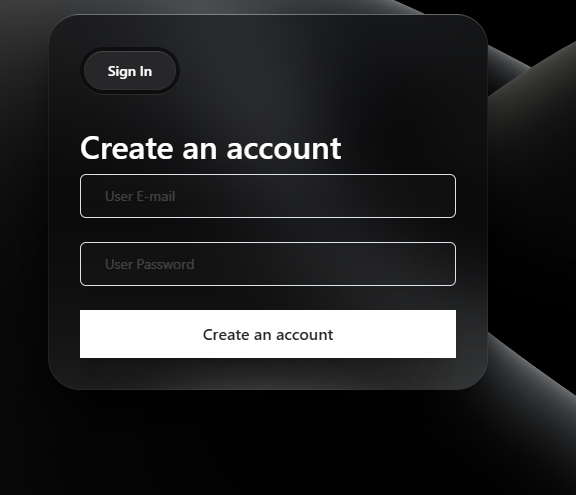 Sign In
Create an account
User E-mail
User Password
Create an account